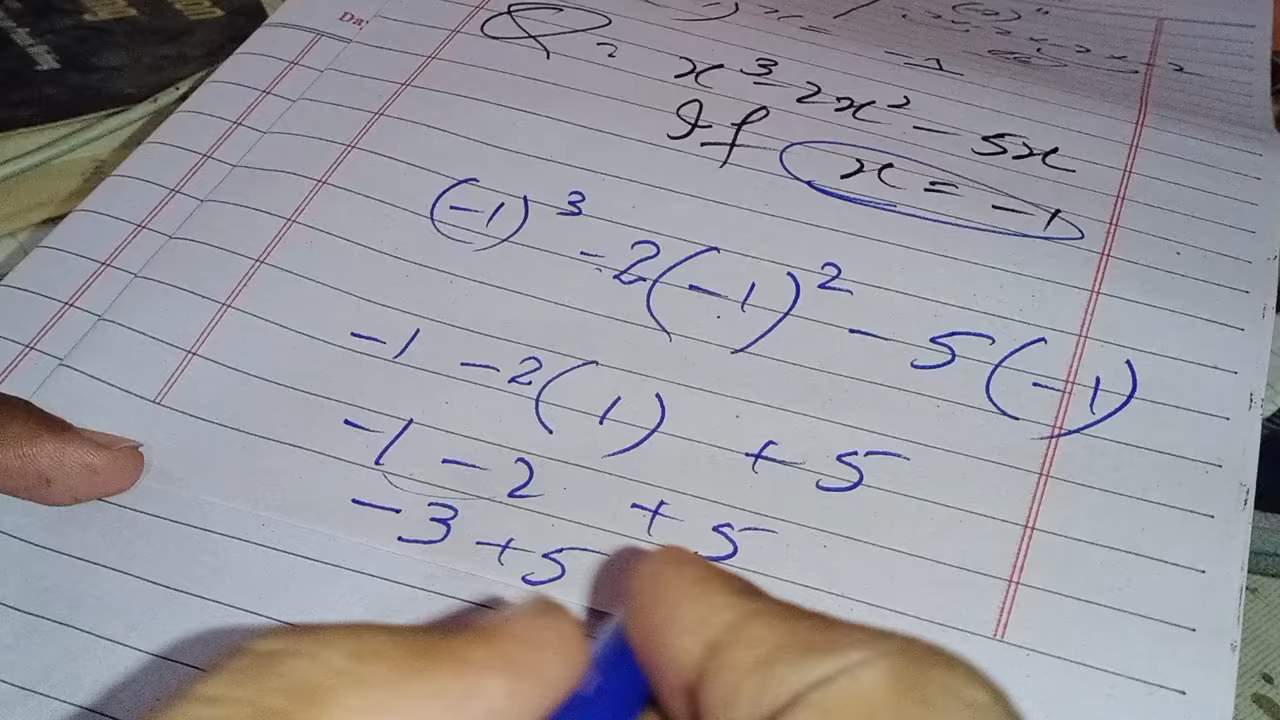 Da
Q =
x³ - 2x² - 5x
If x = -1
(-1)³ - 2(-1)² - 5(-1)
-1 -2(1) + 5
-1 - 2 + 5
-3 + 5